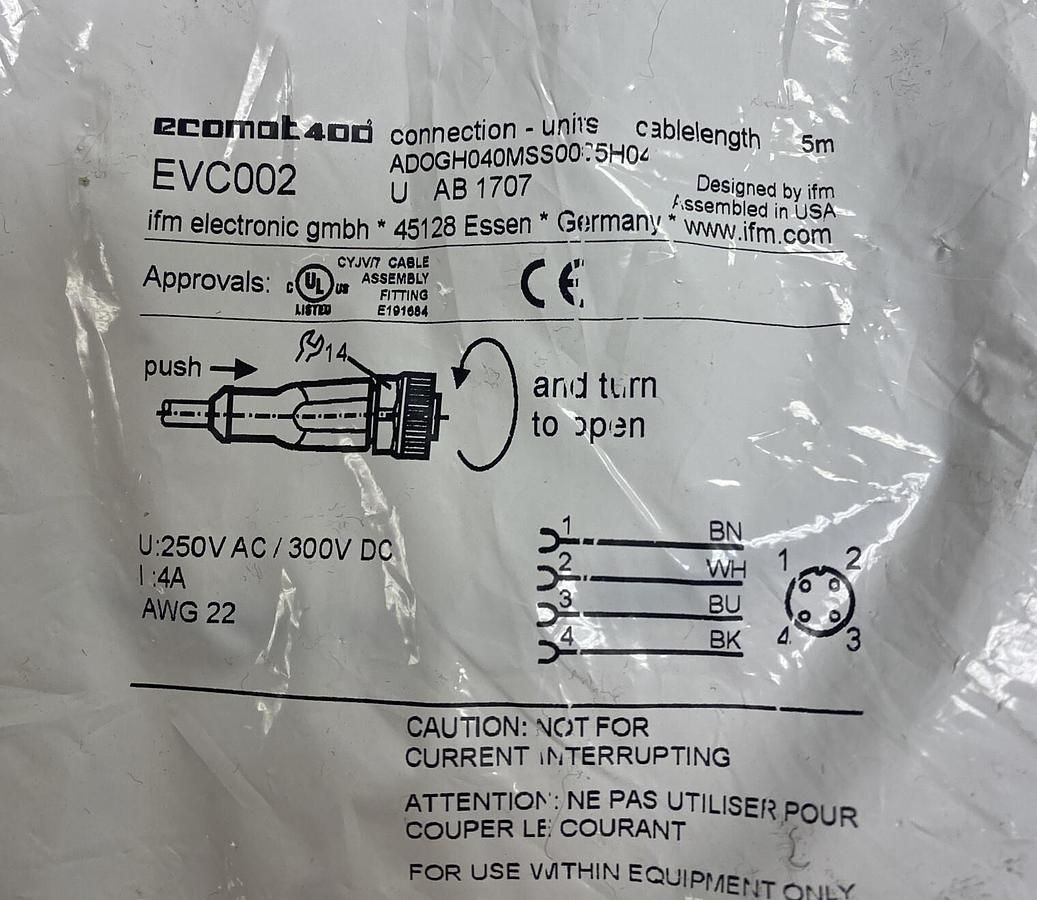 ecomat400 connection - units cablelength 5m
EVC002 ADOGH040MSS0005H04
U AB 1707
Designed by ifm
Assembled in USA
ifm electronic gmbh * 45128 Essen * Germany * www.ifm.com
Approvals: c UL us LISTED
CYJV/7 CABLE
ASSEMBLY
FITTING
E191684
CE
push 14
and turn
to open
U:250V AC / 300V DC
I :4A
AWG 22
1 BN
2 WH
3 BU
4 BK
1 2
4 3
CAUTION: NOT FOR
CURRENT INTERRUPTING
ATTENTION: NE PAS UTILISER POUR
COUPER LE COURANT
FOR USE WITHIN EQUIPMENT ONLY